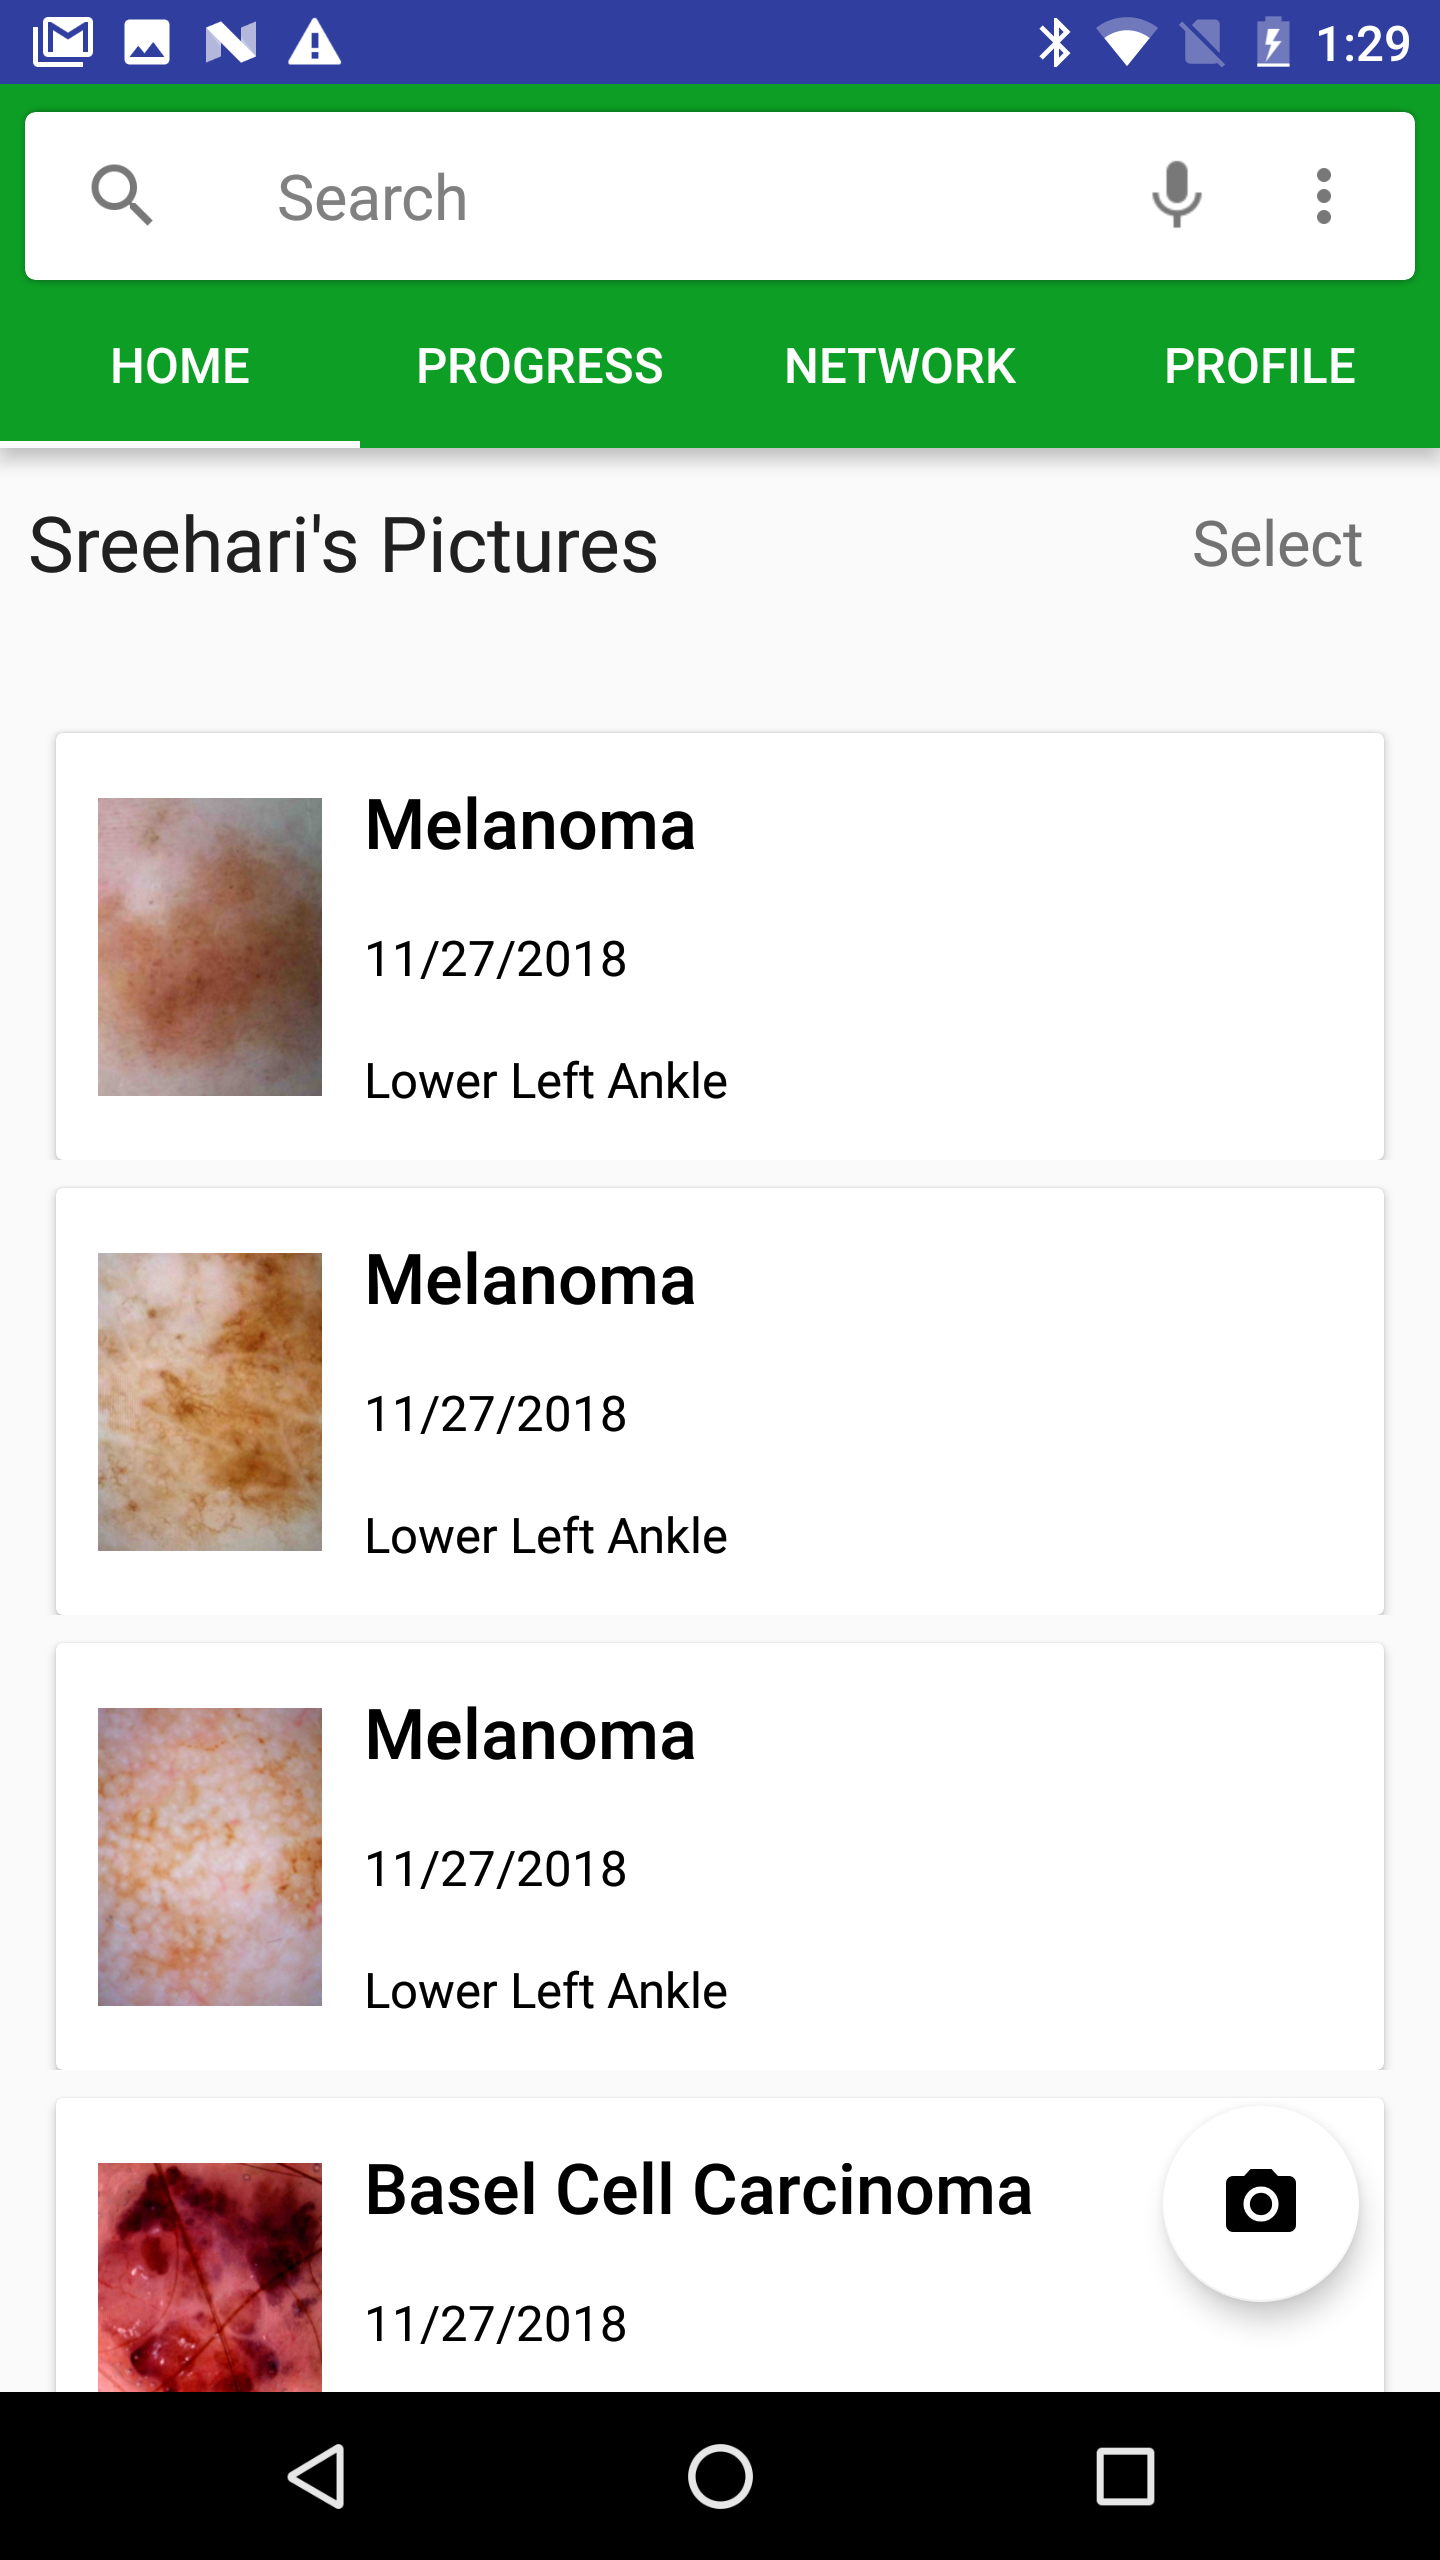 1:29
Search
HOME PROGRESS NETWORK PROFILE
Sreehari's Pictures Select
Melanoma
11/27/2018
Lower Left Ankle
Melanoma
11/27/2018
Lower Left Ankle
Melanoma
11/27/2018
Lower Left Ankle
Basel Cell Carcinoma
11/27/2018